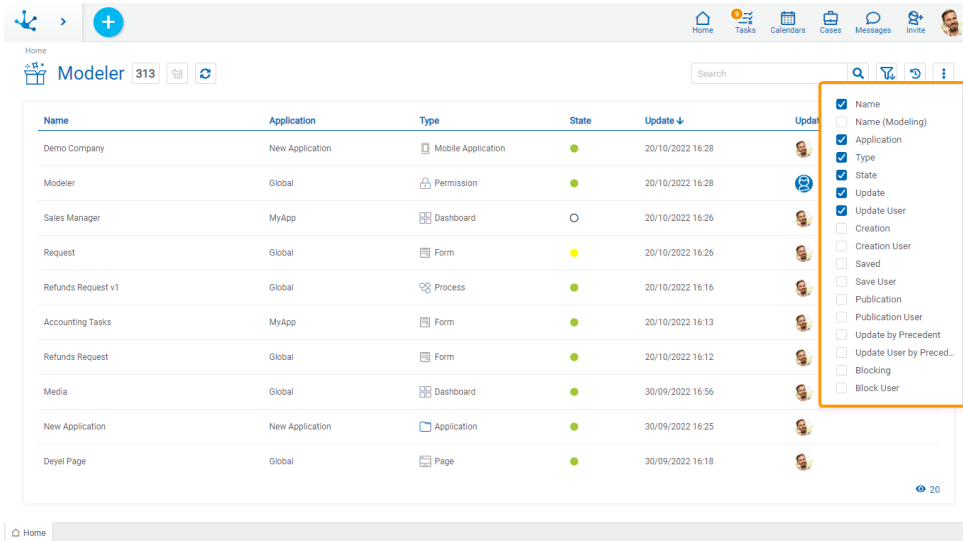 9
Home
Tasks
Calendars
Cases
Messages
Invite
Home
Modeler 313
Search
Name Application Type State Update Updat
Demo Company New Application Mobile Application 20/10/2022 16:28
Modeler Global Permission 20/10/2022 16:28
Sales Manager MyApp Dashboard 20/10/2022 16:26
Request Global Form 20/10/2022 16:26
Refunds Request v1 Global Process 20/10/2022 16:16
Accounting Tasks MyApp Form 20/10/2022 16:13
Refunds Request Global Form 20/10/2022 16:12
Media Global Dashboard 30/09/2022 16:56
New Application New Application Application 30/09/2022 16:25
Deyel Page Global Page 30/09/2022 16:18
Name
Name (Modeling)
Application
Type
State
Update
Update User
Creation
Creation User
Saved
Save User
Publication
Publication User
Update by Precedent
Update User by Preced...
Blocking
Block User
20
Home